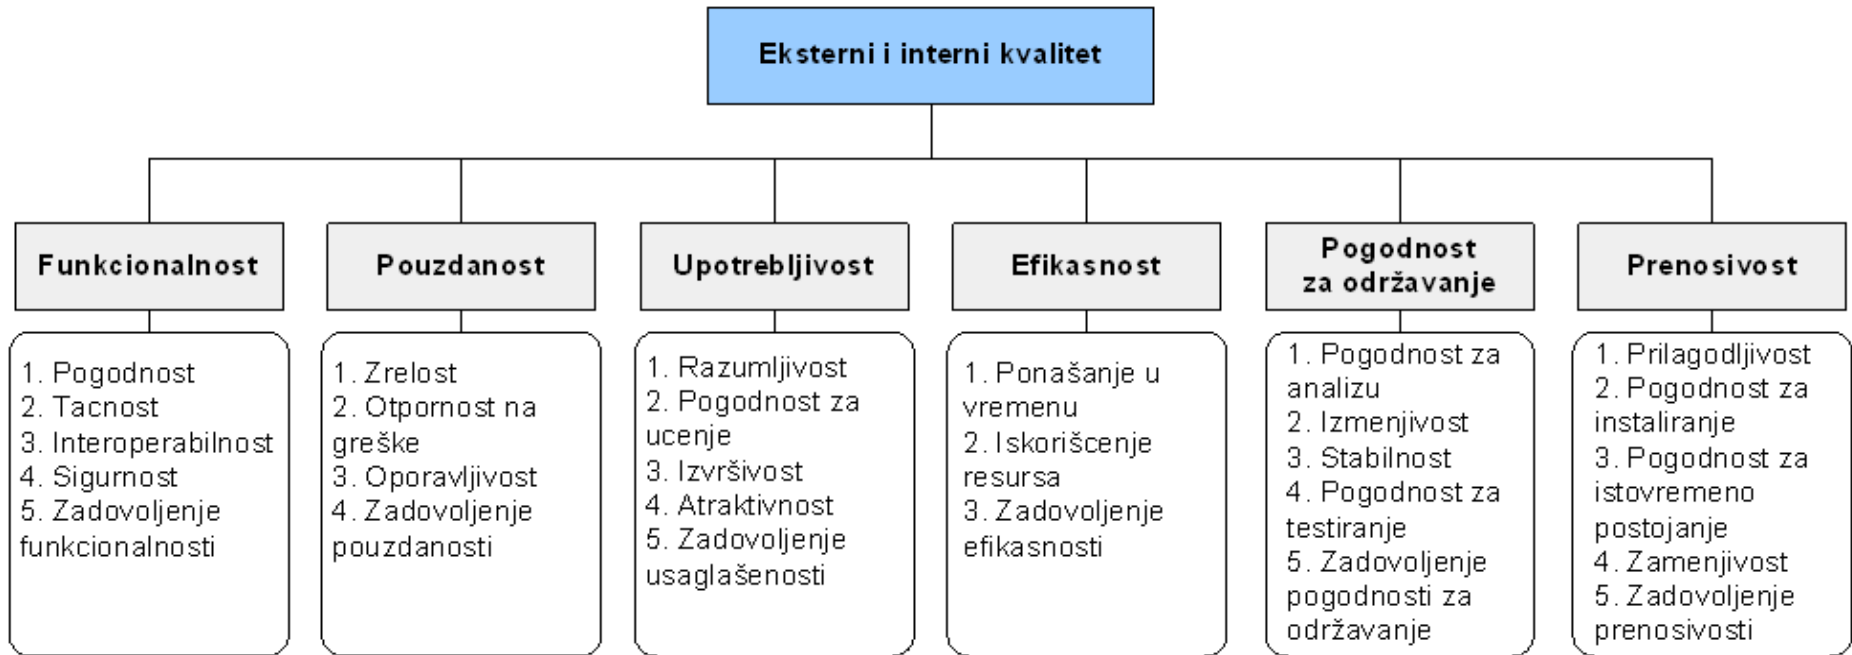 Eksterni i interni kvalitet
Funkcionalnost
1. Pogodnost
2. Tacnost
3. Interoperabilnost
4. Sigurnost
5. Zadovoljenje
funkcionalnosti
Pouzdanost
1. Zrelost
2. Otpornost na
greške
3. Oporavljivost
4. Zadovoljenje
pouzdanosti
Upotrebljivost
1. Razumljivost
2. Pogodnost za
ucenje
3. Izvršivost
4. Atraktivnost
5. Zadovoljenje
usaglašenosti
Efikasnost
1. Ponašanje u
vremenu
2. Iskorišcenje
resursa
3. Zadovoljenje
efikasnosti
Pogodnost
za održavanje
1. Pogodnost za
analizu
2. Izmenjivost
3. Stabilnost
4. Pogodnost za
testiranje
5. Zadovoljenje
pogodnosti za
održavanje
Prenosivost
1. Prilagodljivost
2. Pogodnost za
instaliranje
3. Pogodnost za
istovremeno
postojanje
4. Zamenjivost
5. Zadovoljenje
prenosivosti